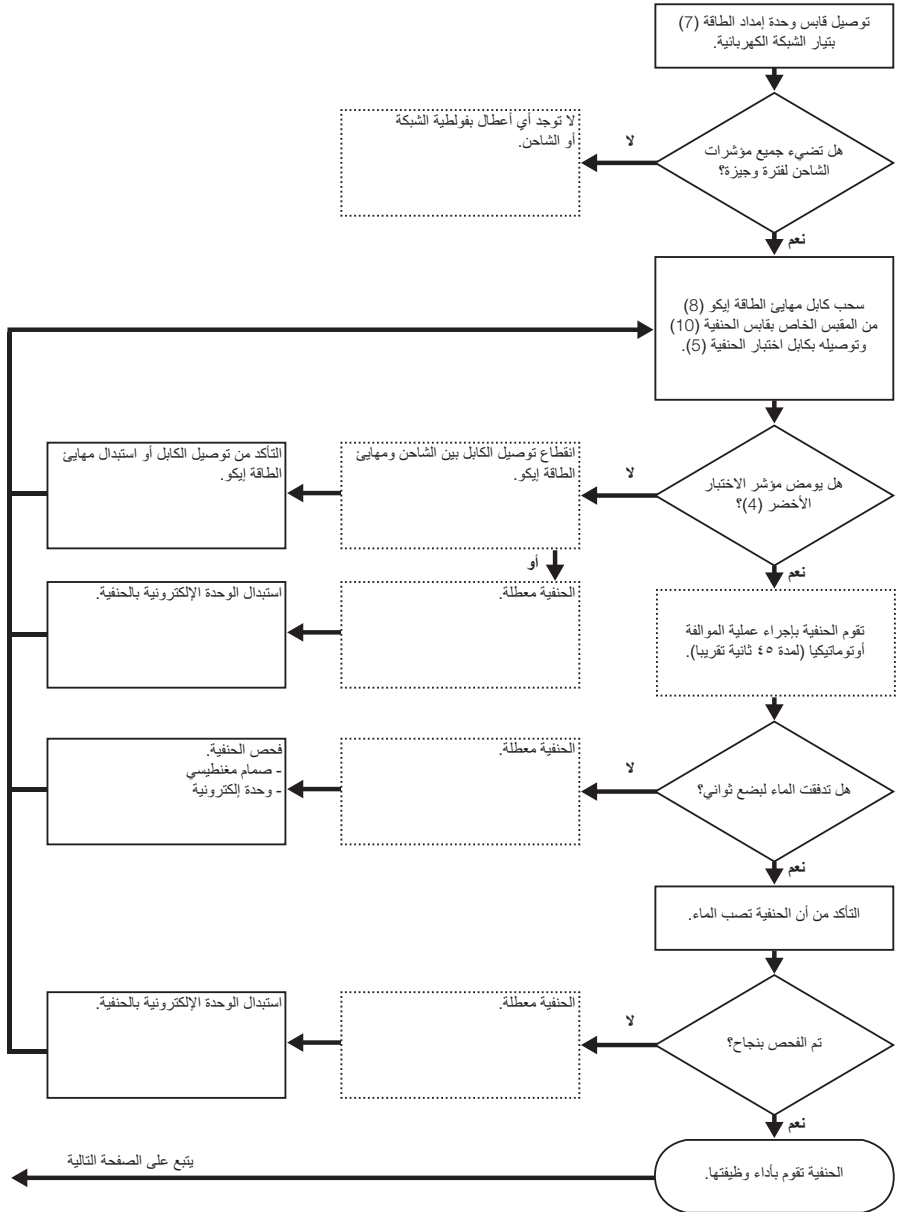 توصيل قابس وحدة إمداد الطاقة (7)
بتيار الشبكة الكهربائية.
هل تضيء جميع مؤشرات
الشاحن لفترة وجيزة؟
لا
لا توجد أي أعطال بفولطية الشبكة
أو الشاحن.
نعم
سحب كابل مهايئ الطاقة إيكو (8)
من المقبس الخاص بقابس الحنفية (10)
وتوصيله بكابل اختبار الحنفية (5).
هل يومض مؤشر الاختبار
الأخضر (4)؟
لا
انقطاع توصيل الكابل بين الشاحن ومهايئ
الطاقة إيكو.
التأكد من توصيل الكابل أو استبدال مهايئ
الطاقة إيكو.
أو
الحنفية معطلة.
استبدال الوحدة الإلكترونية بالحنفية.
نعم
تقوم الحنفية بإجراء عملية الموالفة
أوتوماتيكيا (لمدة ٤٥ ثانية تقريبا).
هل تدفقت الماء لبضع ثواني؟
لا
الحنفية معطلة.
فحص الحنفية.
- صمام مغنطيسي
- وحدة إلكترونية
نعم
التأكد من أن الحنفية تصب الماء.
تم الفحص بنجاح؟
لا
الحنفية معطلة.
استبدال الوحدة الإلكترونية بالحنفية.
نعم
الحنفية تقوم بأداء وظيفتها.
يتبع على الصفحة التالية